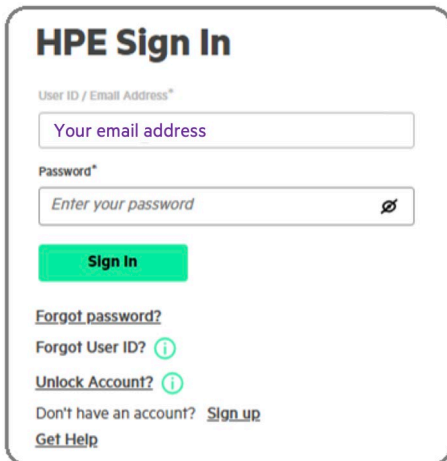 HPE Sign In
User ID / Email Address*
Your email address
Password*
Enter your password
Sign In
Forgot password?
Forgot User ID?
Unlock Account?
Don't have an account? Sign up
Get Help